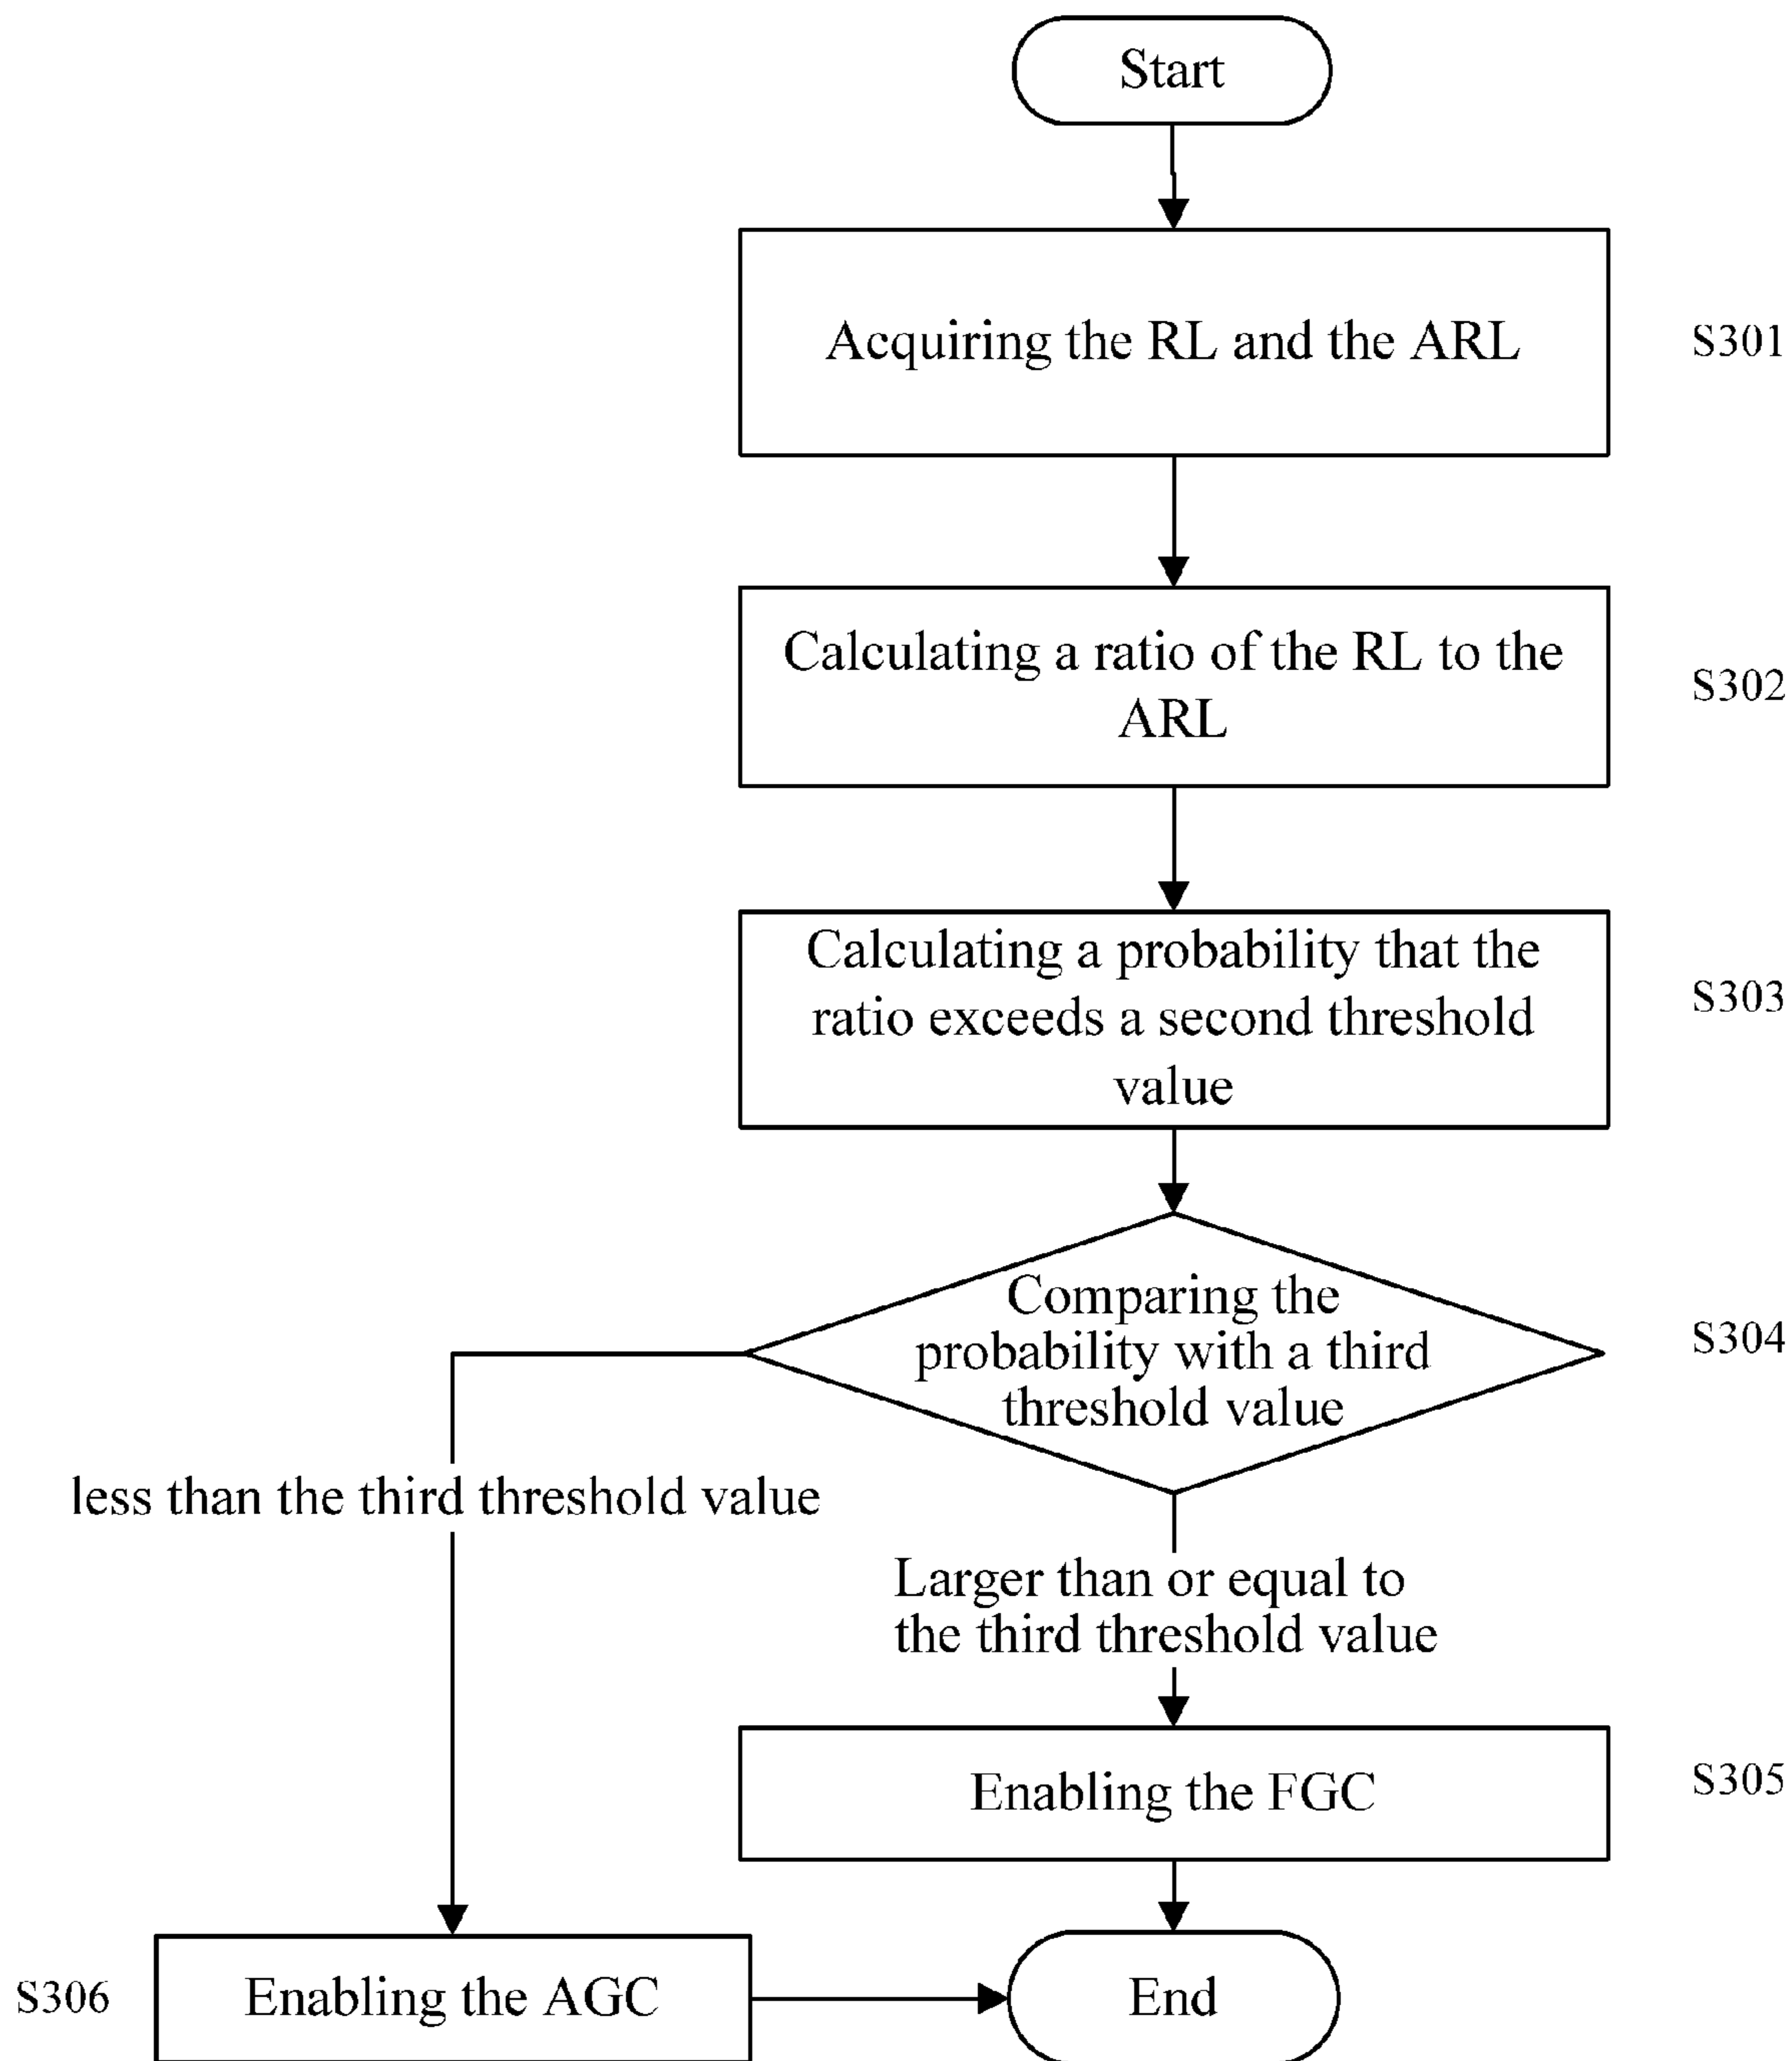 Start
Acquiring the RL and the ARL
S301
Calculating a ratio of the RL to the
ARL
S302
Calculating a probability that the
ratio exceeds a second threshold
value
S303
Comparing the
probability with a third
threshold value
S304
less than the third threshold value
Larger than or equal to
the third threshold value
Enabling the FGC
S305
S306
Enabling the AGC
End